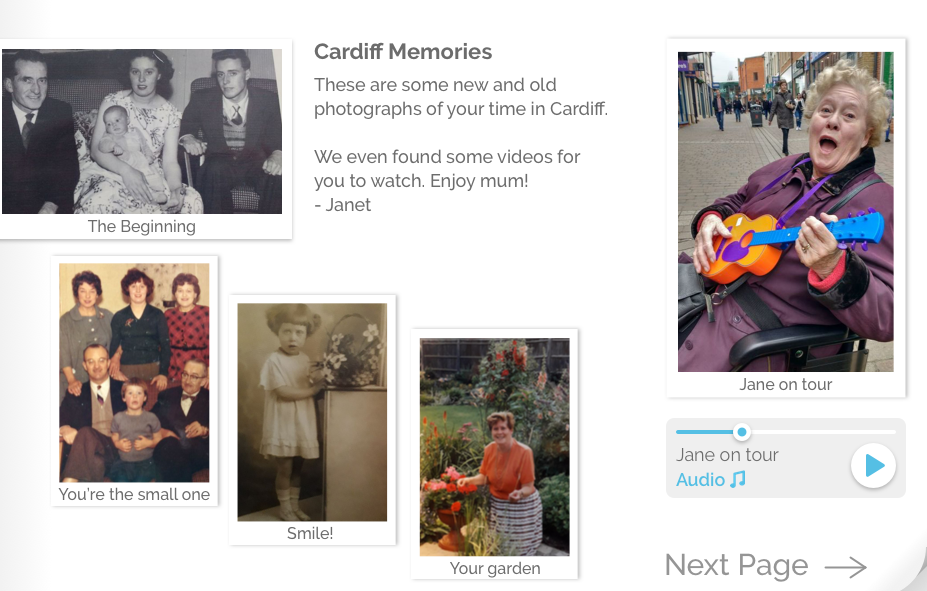 Cardiff Memories
These are some new and old
photographs of your time in Cardiff.
We even found some videos for
you to watch. Enjoy mum!
- Janet
The Beginning
You're the small one
Smile!
Your garden
Jane on tour
Jane on tour
Audio
Next Page